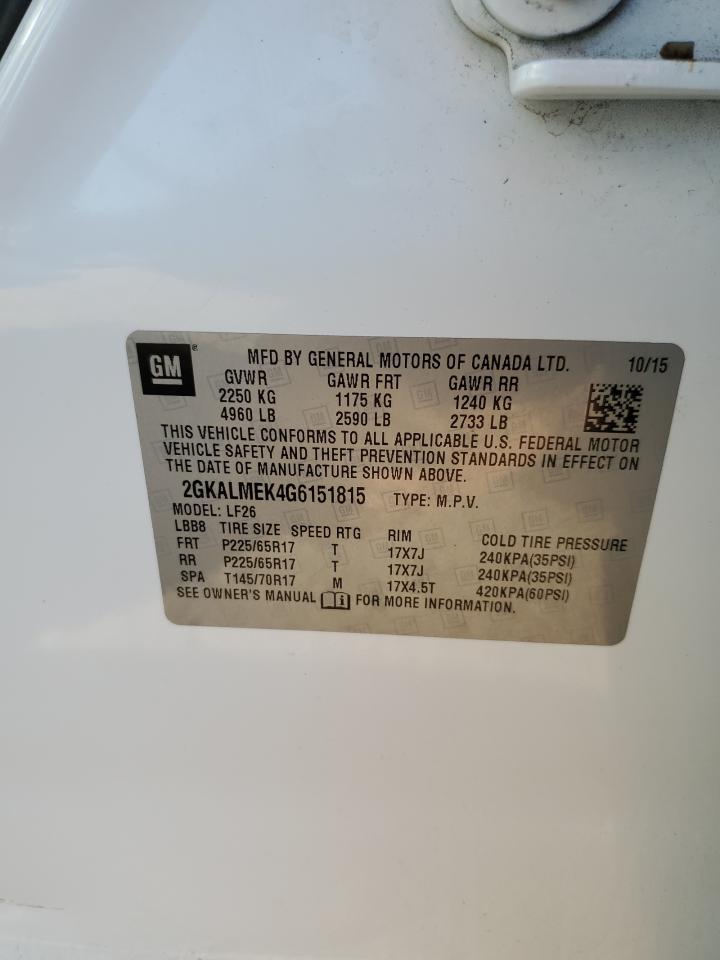 GM ® MFD BY GENERAL MOTORS OF CANADA LTD. 10/15
GVWR GAWR FRT GAWR RR
2250 KG 1175 KG 1240 KG
4960 LB 2590 LB 2733 LB
THIS VEHICLE CONFORMS TO ALL APPLICABLE U.S. FEDERAL MOTOR
VEHICLE SAFETY AND THEFT PREVENTION STANDARDS IN EFFECT ON
THE DATE OF MANUFACTURE SHOWN ABOVE.
2GKALMEK4G6151815 TYPE: M.P.V.
MODEL: LF26
LBB8 TIRE SIZE SPEED RTG RIM COLD TIRE PRESSURE
FRT P225/65R17 T 17X7J 240KPA(35PSI)
RR P225/65R17 T 17X7J 240KPA(35PSI)
SPA T145/70R17 M 17X4.5T 420KPA(60PSI)
SEE OWNER'S MANUAL FOR MORE INFORMATION.